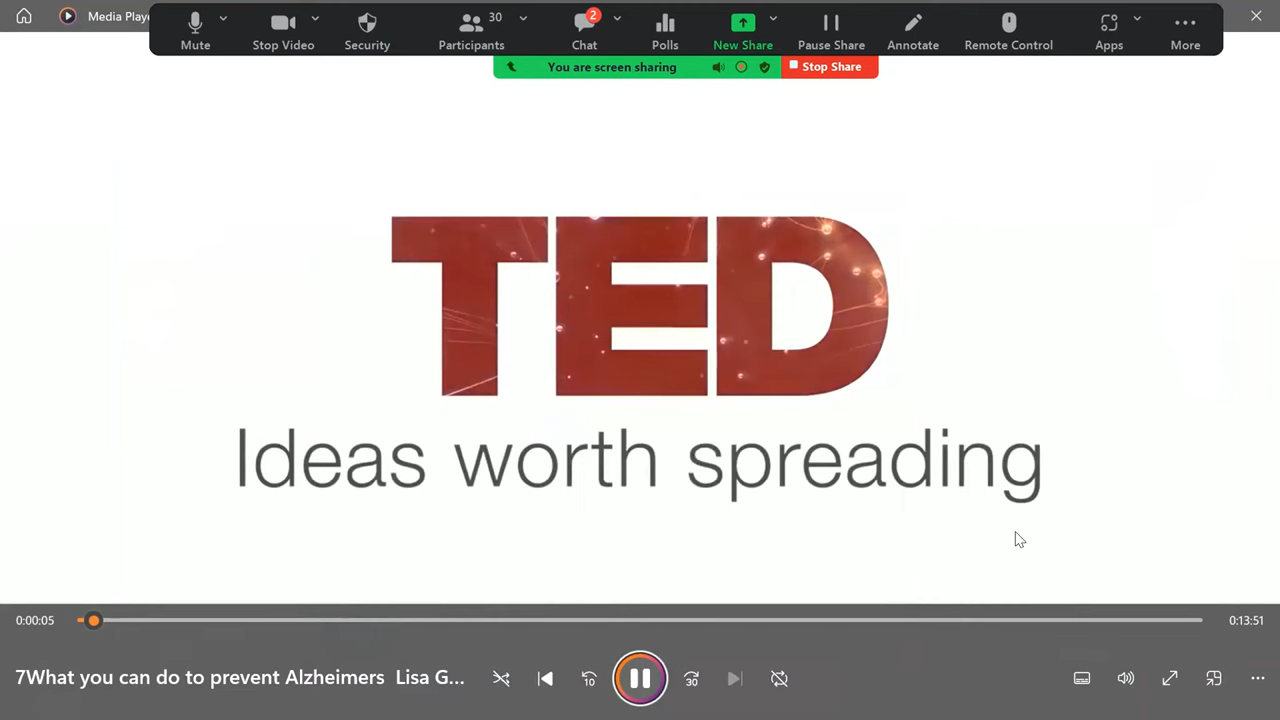 Media Playe
Mute
Stop Video
Security
Participants
30
Chat
2
Polls
New Share
Pause Share
Annotate
Remote Control
Apps
More
You are screen sharing
Stop Share
TED
Ideas worth spreading
0:00:05
0:13:51
7What you can do to prevent Alzheimers Lisa G...
10
30